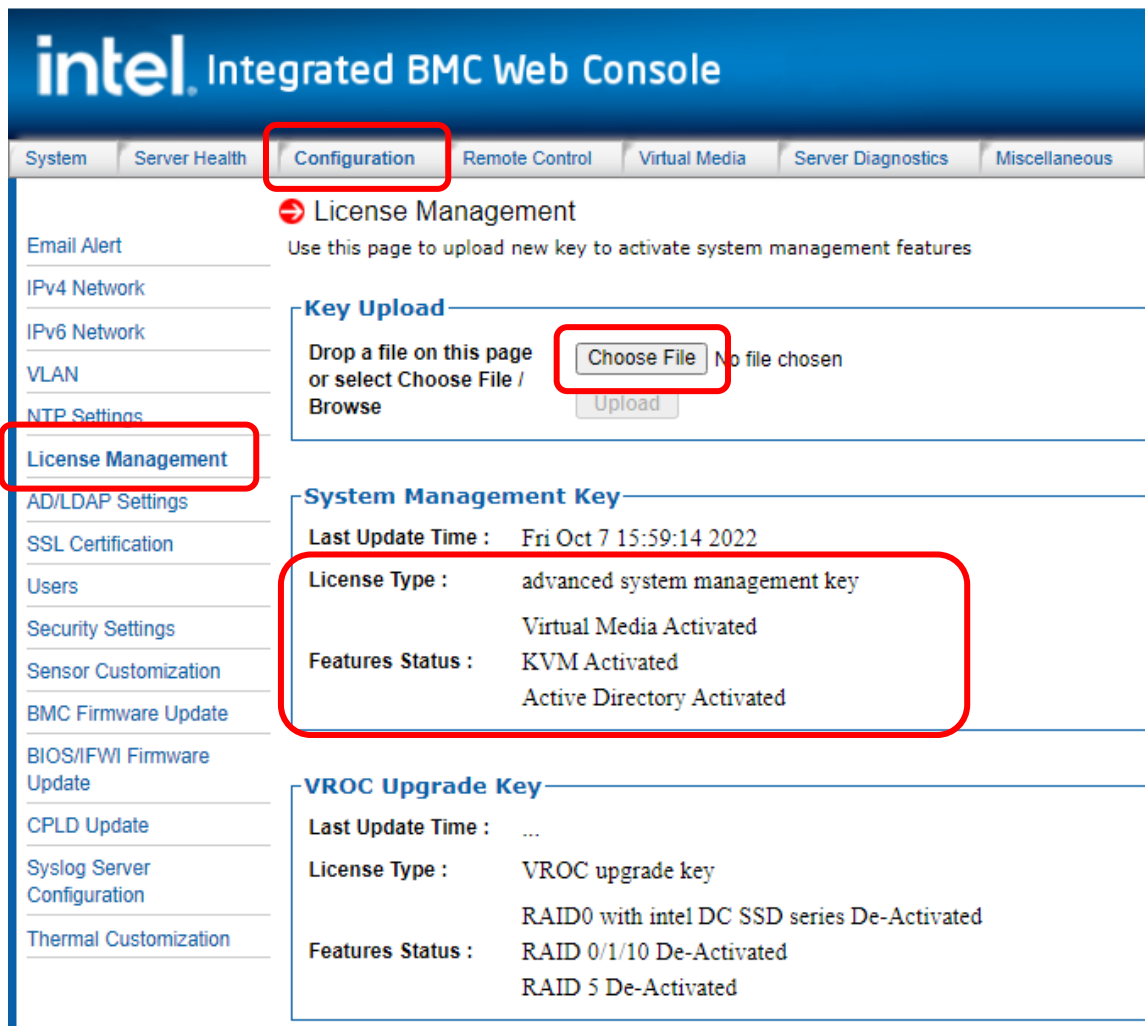 intel. Integrated BMC Web Console
System Server Health Configuration Remote Control Virtual Media Server Diagnostics Miscellaneous
Email Alert
IPv4 Network
IPv6 Network
VLAN
NTP Settings
License Management
AD/LDAP Settings
SSL Certification
Users
Security Settings
Sensor Customization
BMC Firmware Update
BIOS/IFWI Firmware
Update
CPLD Update
Syslog Server
Configuration
Thermal Customization
License Management
Use this page to upload new key to activate system management features
Key Upload
Drop a file on this page
or select Choose File /
Browse
Choose File No file chosen
Upload
System Management Key
Last Update Time : Fri Oct 7 15:59:14 2022
License Type : advanced system management key
Virtual Media Activated
Features Status : KVM Activated
Active Directory Activated
VROC Upgrade Key
Last Update Time : ...
License Type : VROC upgrade key
RAID0 with intel DC SSD series De-Activated
Features Status : RAID 0/1/10 De-Activated
RAID 5 De-Activated